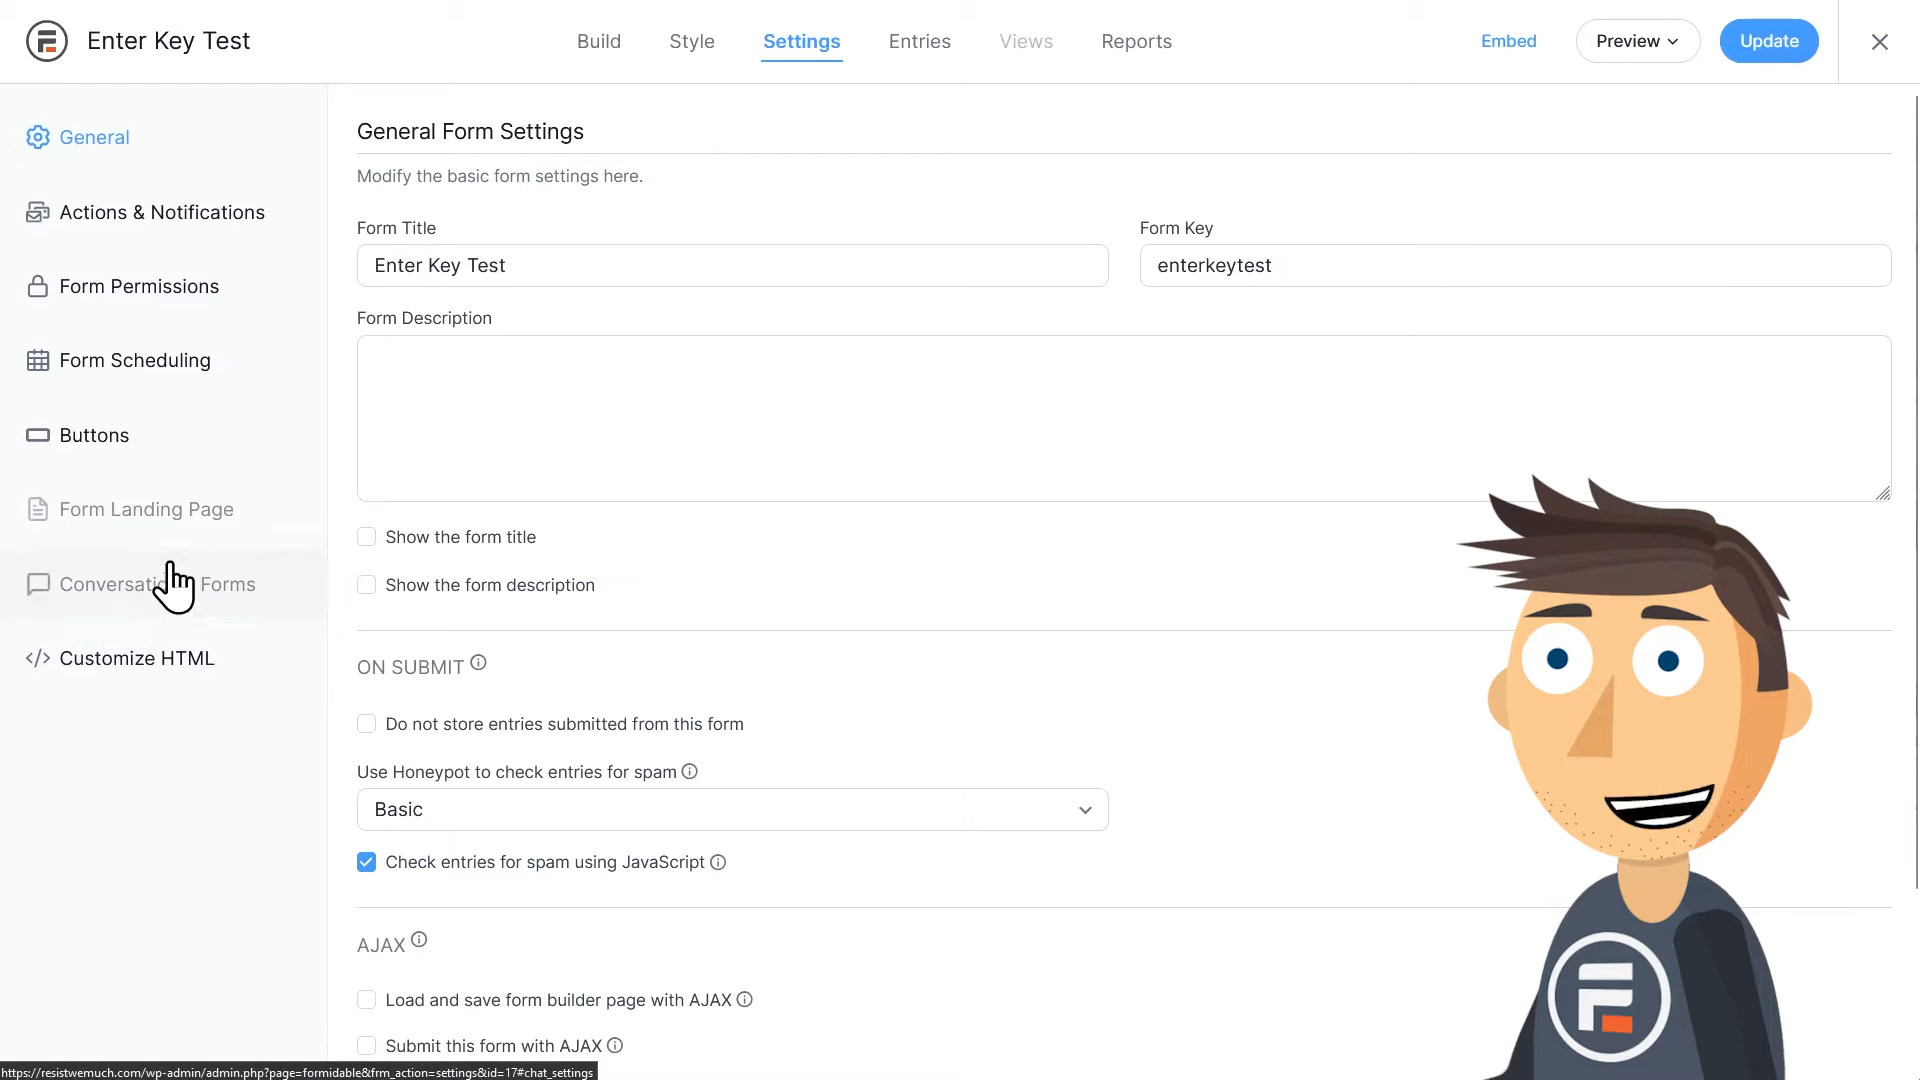 Enter Key Test
Build
Style
Settings
Entries
Views
Reports
Embed
Preview
Update
General
Actions & Notifications
Form Permissions
Form Scheduling
Buttons
Form Landing Page
Conversati Forms
Customize HTML
General Form Settings
Modify the basic form settings here.
Form Title
Enter Key Test
Form Key
enterkeytest
Form Description
Show the form title
Show the form description
ON SUBMIT
Do not store entries submitted from this form
Use Honeypot to check entries for spam
Basic
Check entries for spam using JavaScript
AJAX
Load and save form builder page with AJAX
Submit this form with AJAX
https://resistwemuch.com/wp-admin/admin.php?page=formidable&frm_action=settings&id=17#chat_settings